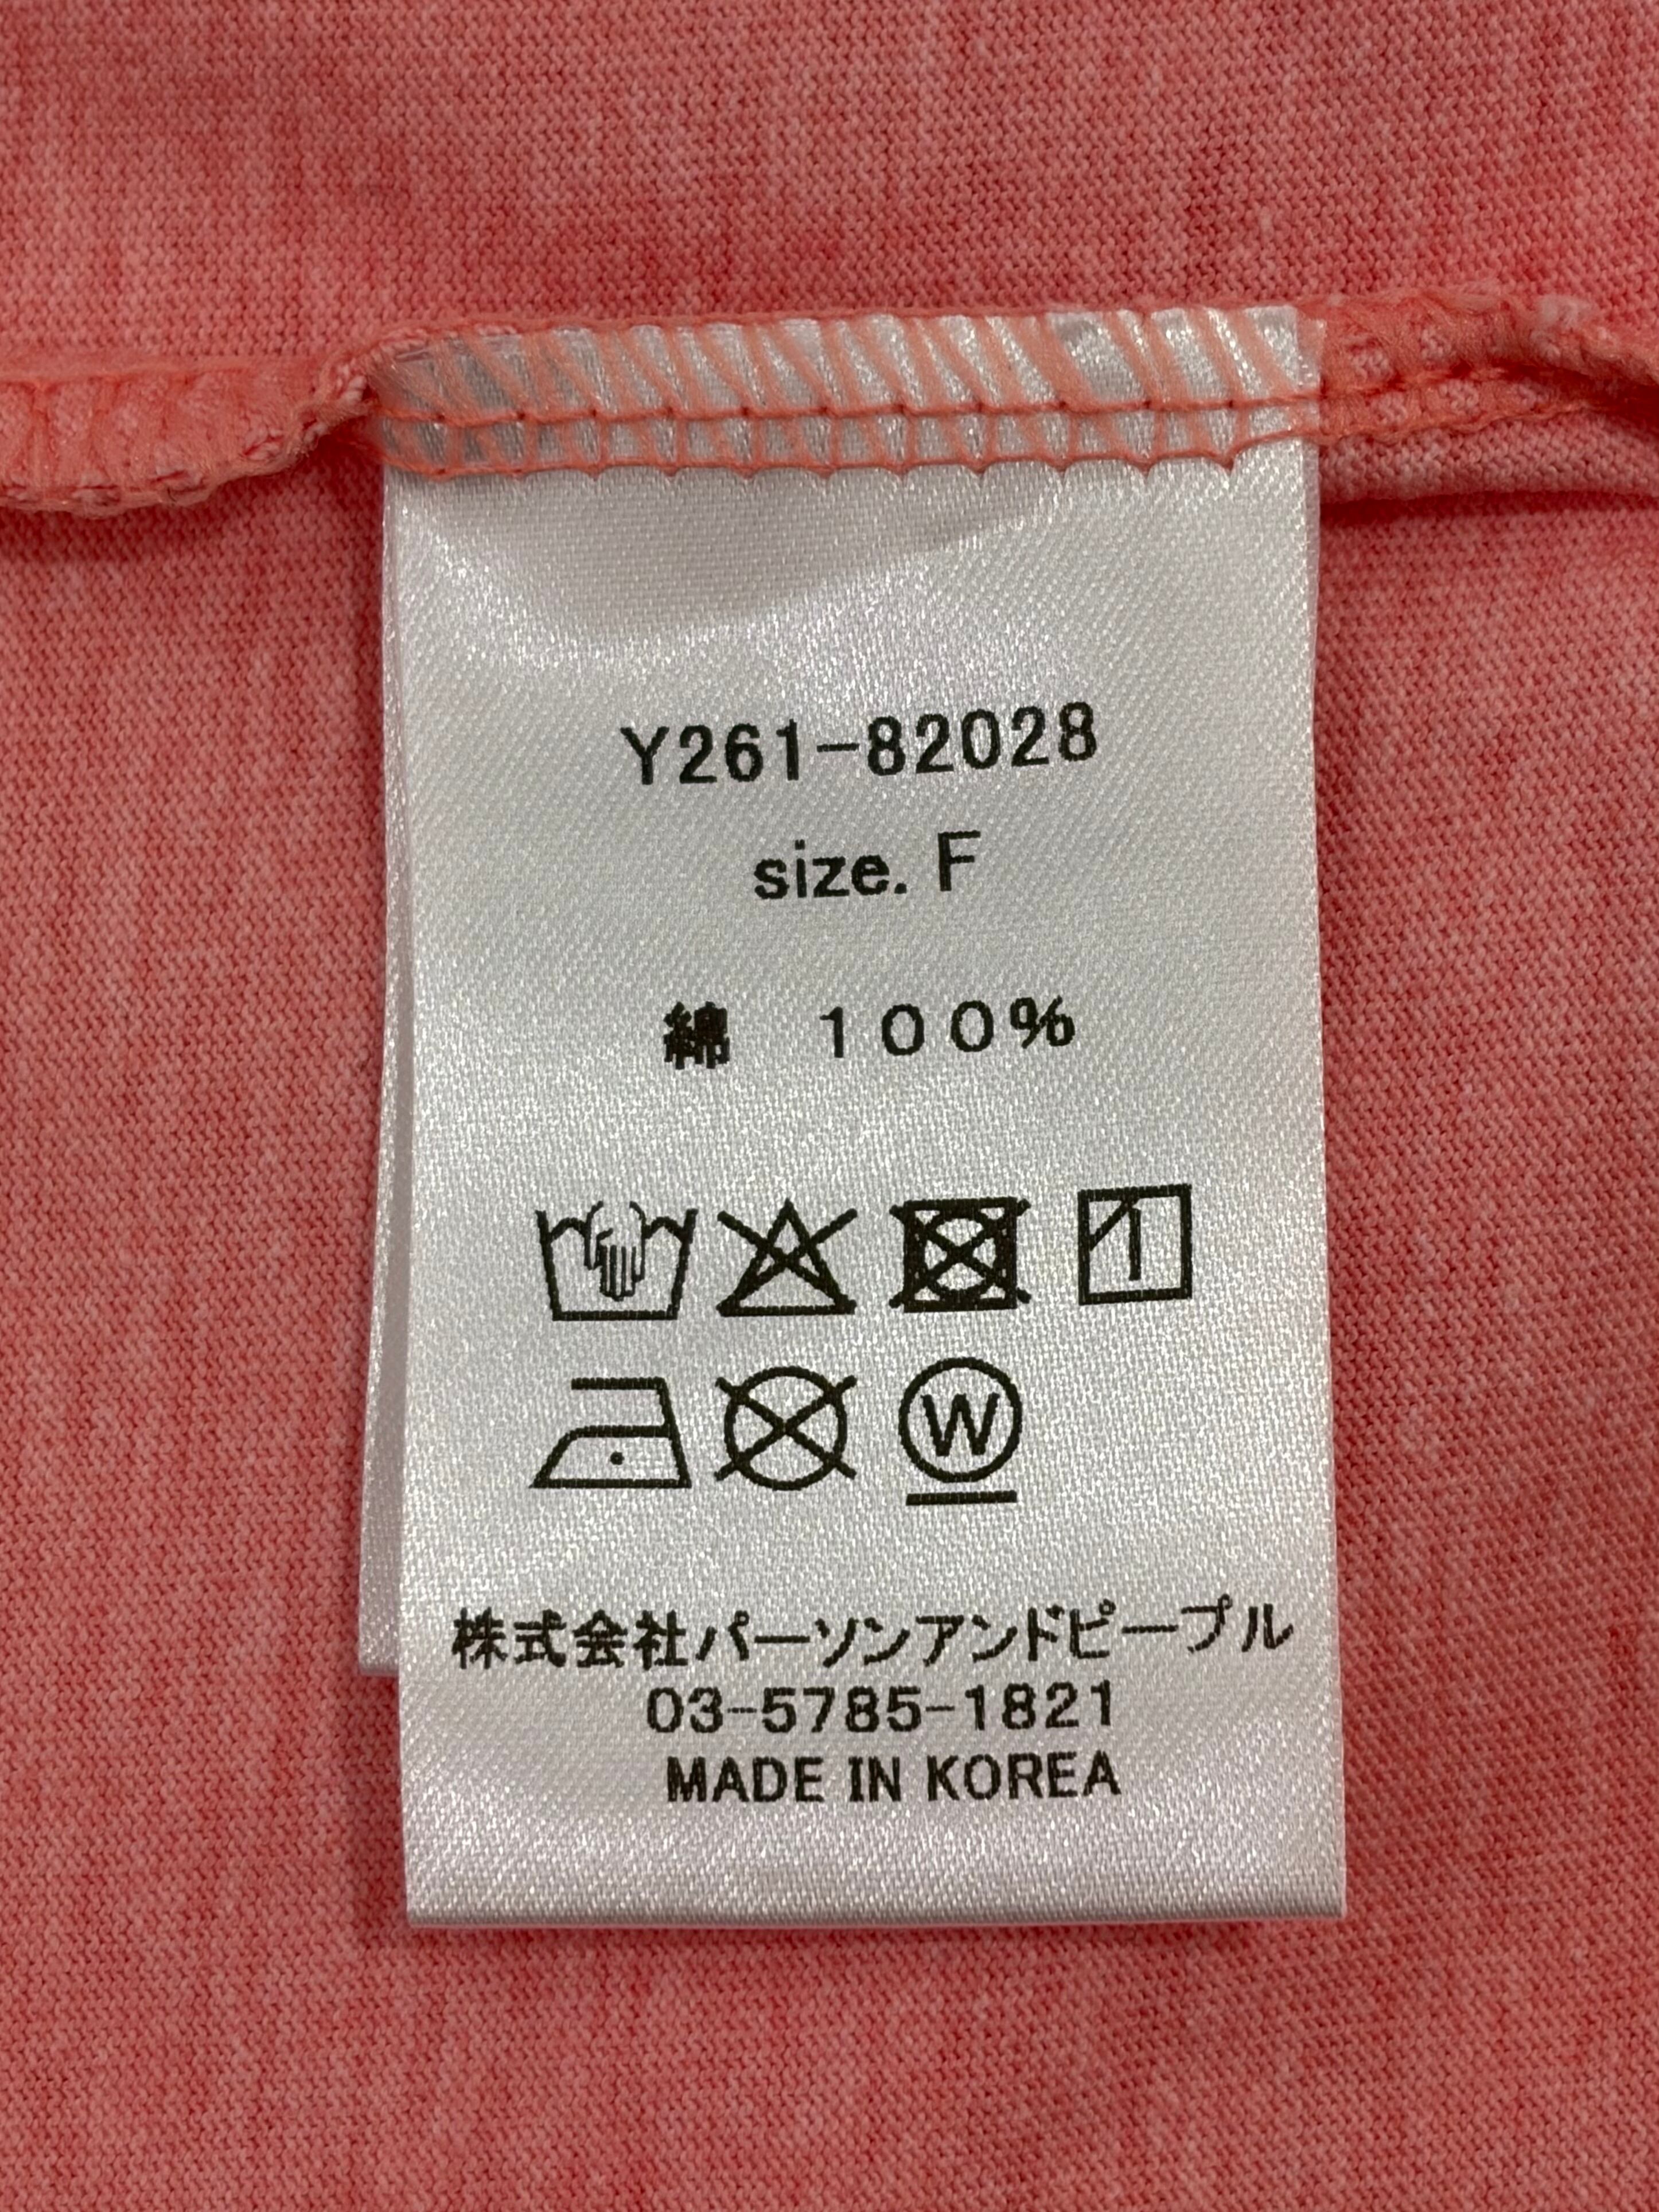 Y261-82028
size. F
綿　１００％
W
株式会社パーソンアンドピープル
03-5785-1821
MADE IN KOREA